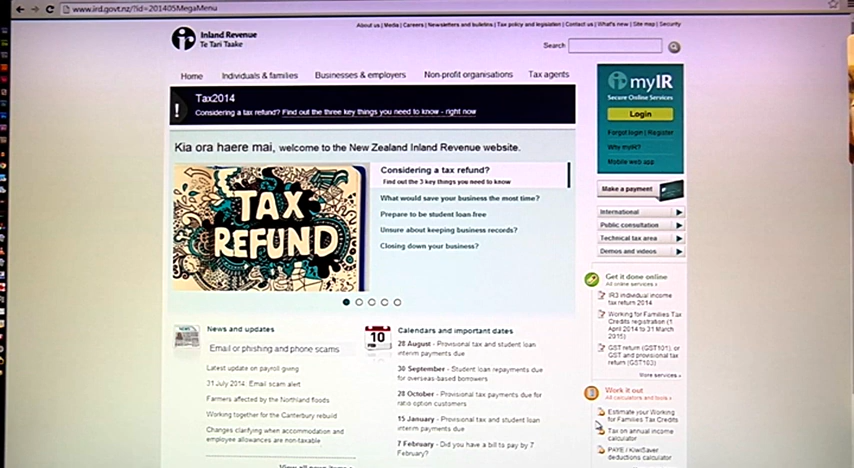 www.ird.govt.nz/?id=201405MegaMenu
About us | Media | Careers | Newsletters and bulletins | Tax policy and legislation | Contact us | What's new | Site map | Security
Inland Revenue
Te Tari Taake
Search
Home Individuals & families Businesses & employers Non-profit organisations Tax agents
!
Tax2014
Considering a tax refund? Find out the three key things you need to know - right now
myIR
Secure Online Services
Login
Forgot login | Register
Why myIR?
Mobile web app
Kia ora haere mai, welcome to the New Zealand Inland Revenue website.
TAX
REFUND
Considering a tax refund?
Find out the 3 key things you need to know
What would save your business the most time?
Prepare to be student loan-free
Unsure about keeping business records?
Closing down your business?
Make a payment
International
Public consultation
Technical tax area
Demos and videos
Get it done online
All online services »
IR3 individual income
tax return 2014
Working for Families Tax
Credits registration (1
April 2014 to 31 March
2015)
GST return (GST101), or
GST and provisional tax
return (GST103)
More services »
Work it out
All calculators and tools »
Estimate your Working
for Families Tax Credits
Tax on annual income
calculator
PAYE / KiwiSaver
deductions calculator
NEWS
News and updates
Email or phishing and phone scams
Latest update on payroll giving
31 July 2014: Email scam alert
Farmers affected by the Northland floods
Working together for the Canterbury rebuild
Changes clarifying when accommodation and
employee allowances are non-taxable
View all news items »
10
FEB
Calendars and important dates
28 August - Provisional tax and student loan
interim payments due
30 September - Student loan repayments due
for overseas-based borrowers
28 October - Provisional tax payments due for
ratio option customers
15 January - Provisional tax and student loan
interim payments due
7 February - Did you have a bill to pay by 7
February?